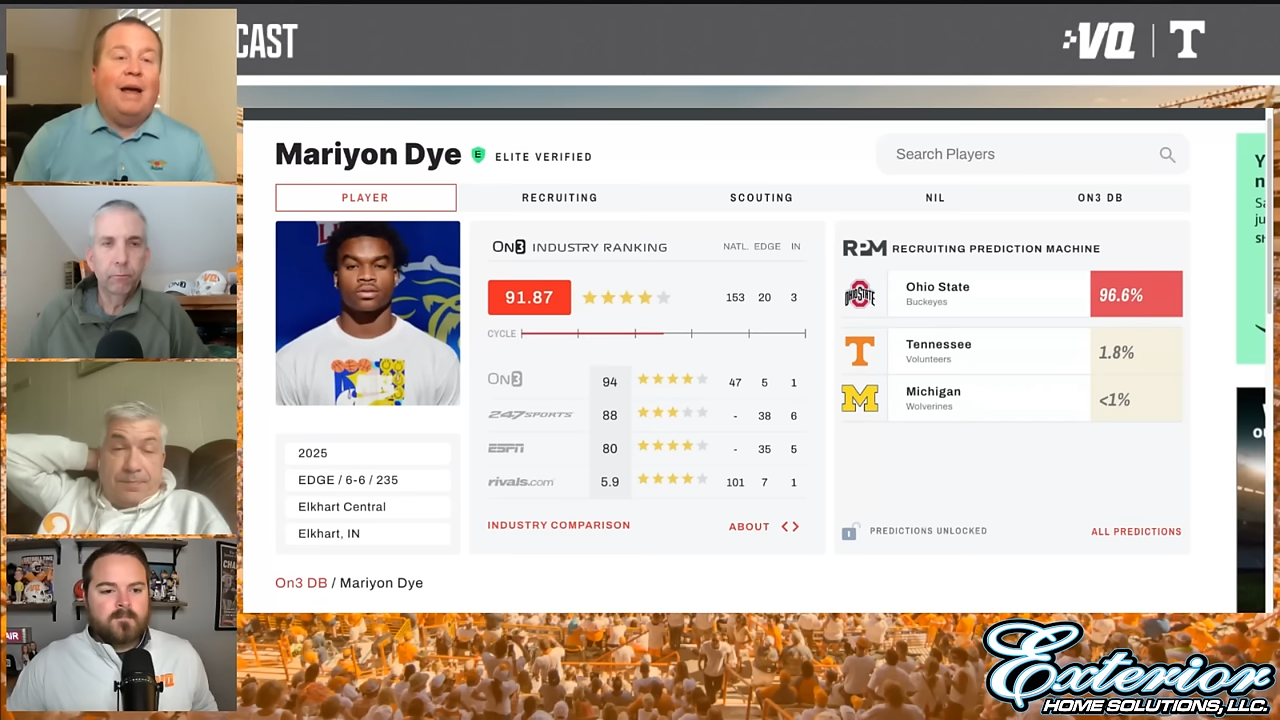 CAST
VQ | T
Mariyon Dye E ELITE VERIFIED
Search Players
PLAYER RECRUITING SCOUTING NIL ON3 DB
ON3 INDUSTRY RANKING NATL. EDGE IN
91.87 153 20 3
CYCLE
ON3 94 47 5 1
247SPORTS 88 - 38 6
ESPN 80 - 35 5
rivals.com 5.9 101 7 1
INDUSTRY COMPARISON ABOUT < >
RPM RECRUITING PREDICTION MACHINE
OHIO STATE Ohio State 96.6%
Buckeyes
T Tennessee 1.8%
Volunteers
M Michigan <1%
Wolverines
PREDICTIONS UNLOCKED ALL PREDICTIONS
2025
EDGE / 6-6 / 235
Elkhart Central
Elkhart, IN
On3 DB / Mariyon Dye
Exterior
HOME SOLUTIONS, LLC.